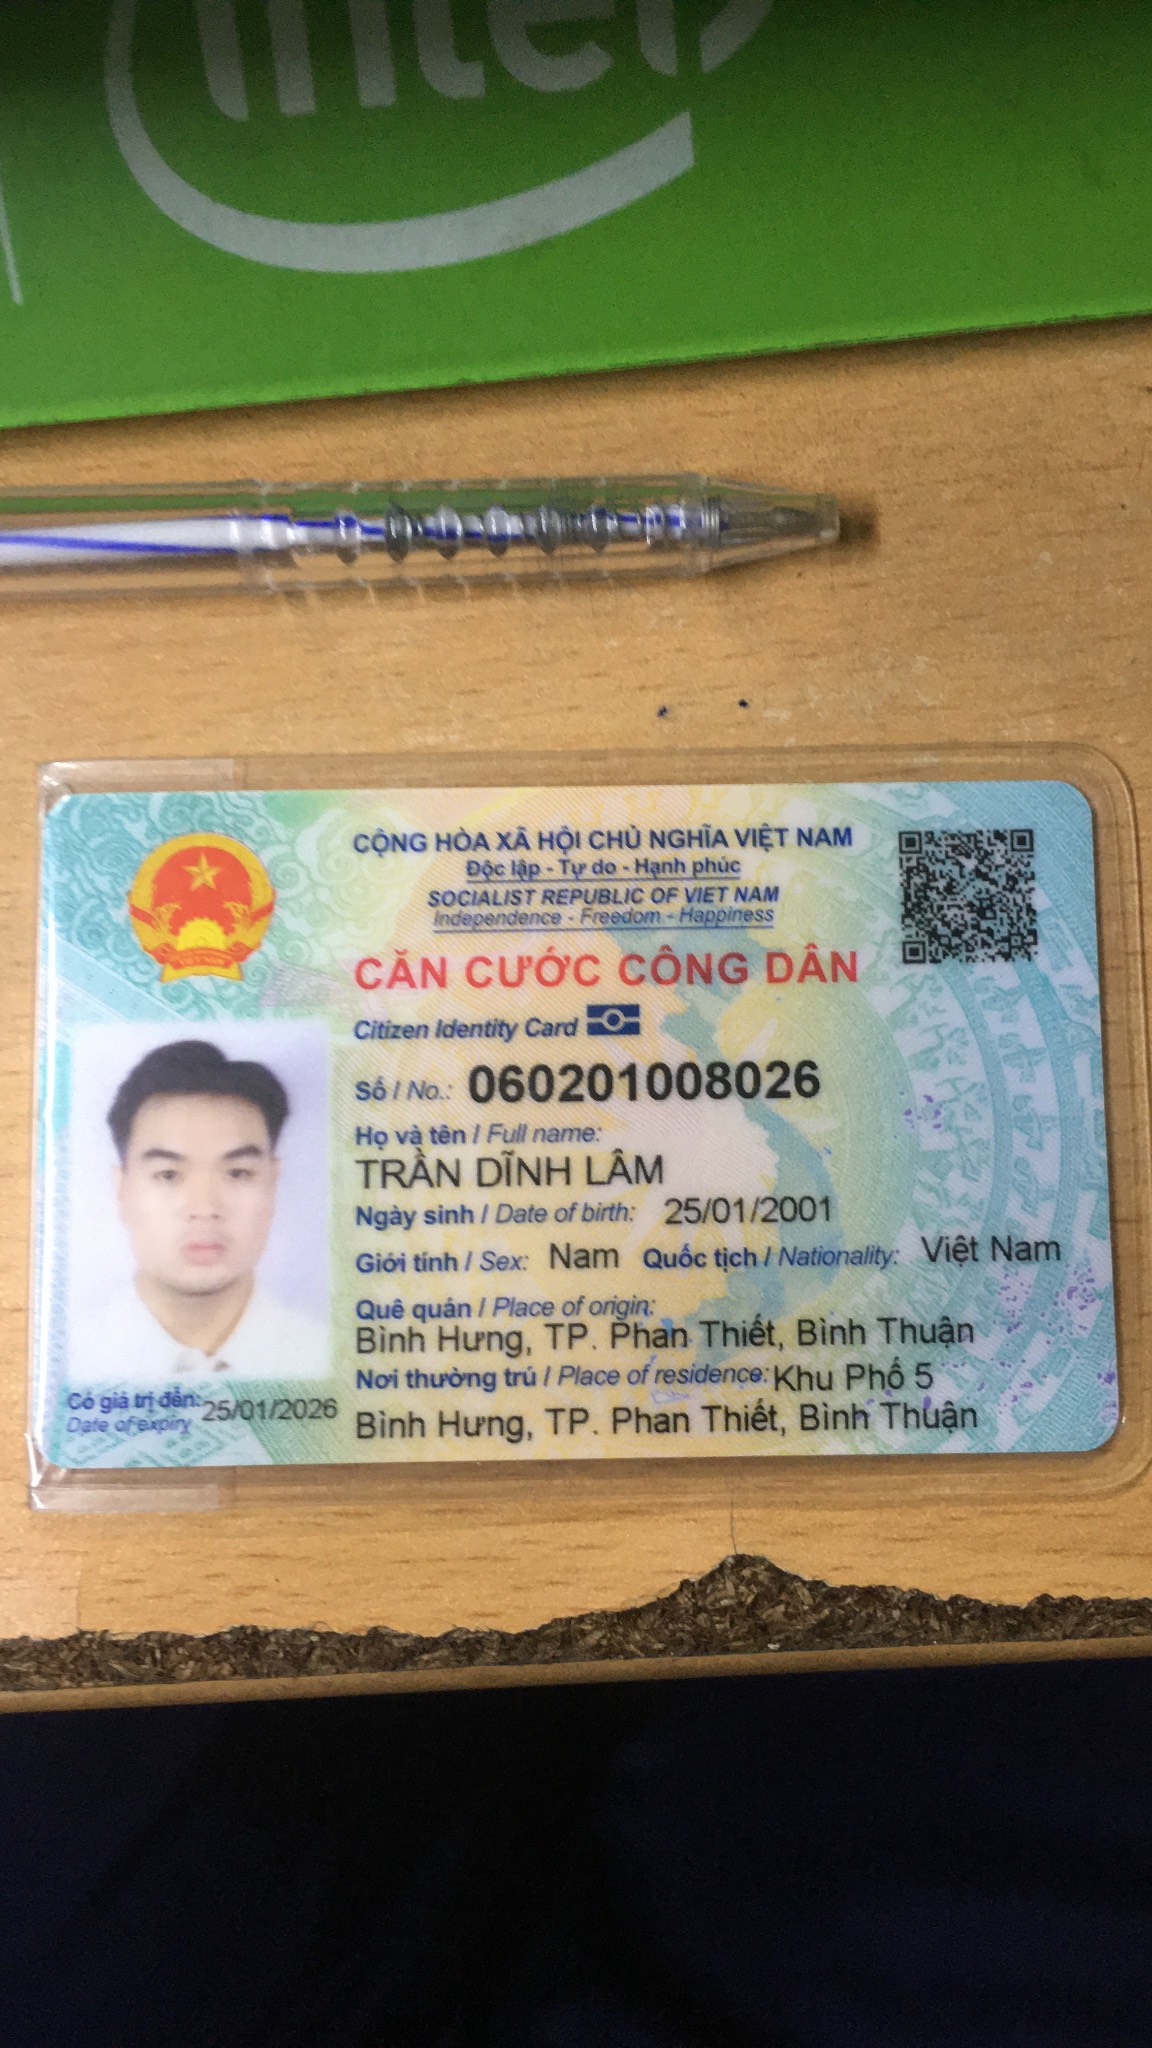 intel
CỘNG HÒA XÃ HỘI CHỦ NGHĨA VIỆT NAM
Độc lập - Tự do - Hạnh phúc
SOCIALIST REPUBLIC OF VIET NAM
Independence - Freedom - Happiness
CĂN CƯỚC CÔNG DÂN
Citizen Identity Card
Số / No.: 060201008026
Họ và tên / Full name:
TRẦN DĨNH LÂM
Ngày sinh / Date of birth: 25/01/2001
Giới tính / Sex: Nam Quốc tịch / Nationality: Việt Nam
Quê quán / Place of origin:
Bình Hưng, TP. Phan Thiết, Bình Thuận
Nơi thường trú / Place of residence: Khu Phố 5
Bình Hưng, TP. Phan Thiết, Bình Thuận
Có giá trị đến: 25/01/2026
Date of expiry